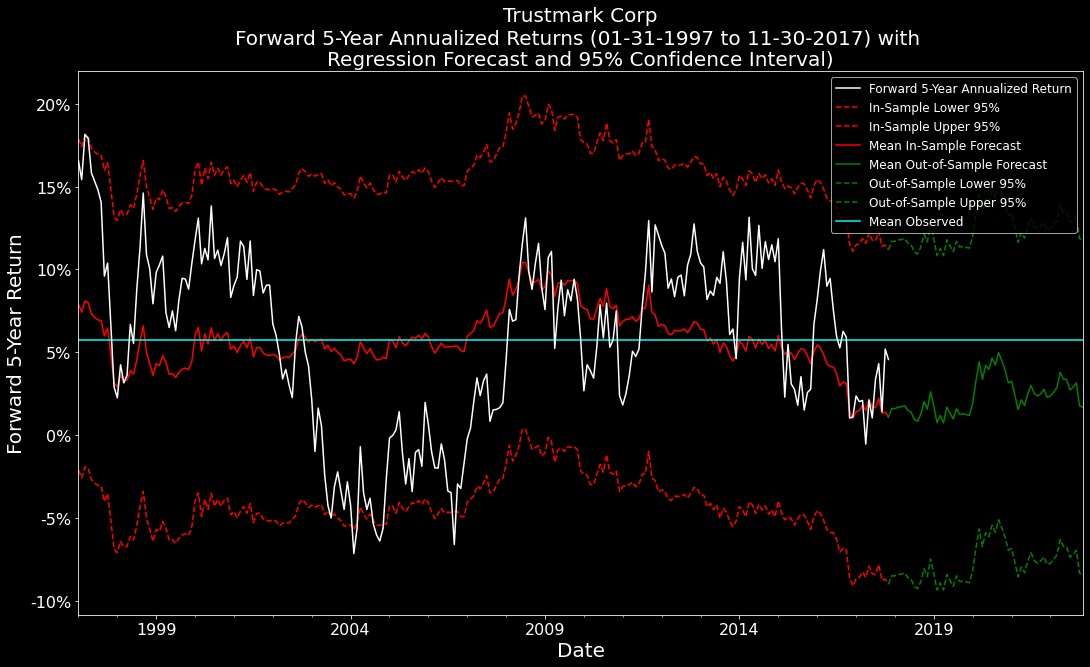 Trustmark Corp
Forward 5-Year Annualized Returns (01-31-1997 to 11-30-2017) with
Regression Forecast and 95% Confidence Interval)
Forward 5-Year Annualized Return
In-Sample Lower 95%
In-Sample Upper 95%
Mean In-Sample Forecast
Mean Out-of-Sample Forecast
Out-of-Sample Lower 95%
Out-of-Sample Upper 95%
Mean Observed
Forward 5-Year Return
20%
15%
10%
5%
0%
-5%
-10%
1999
2004
2009
2014
2019
Date